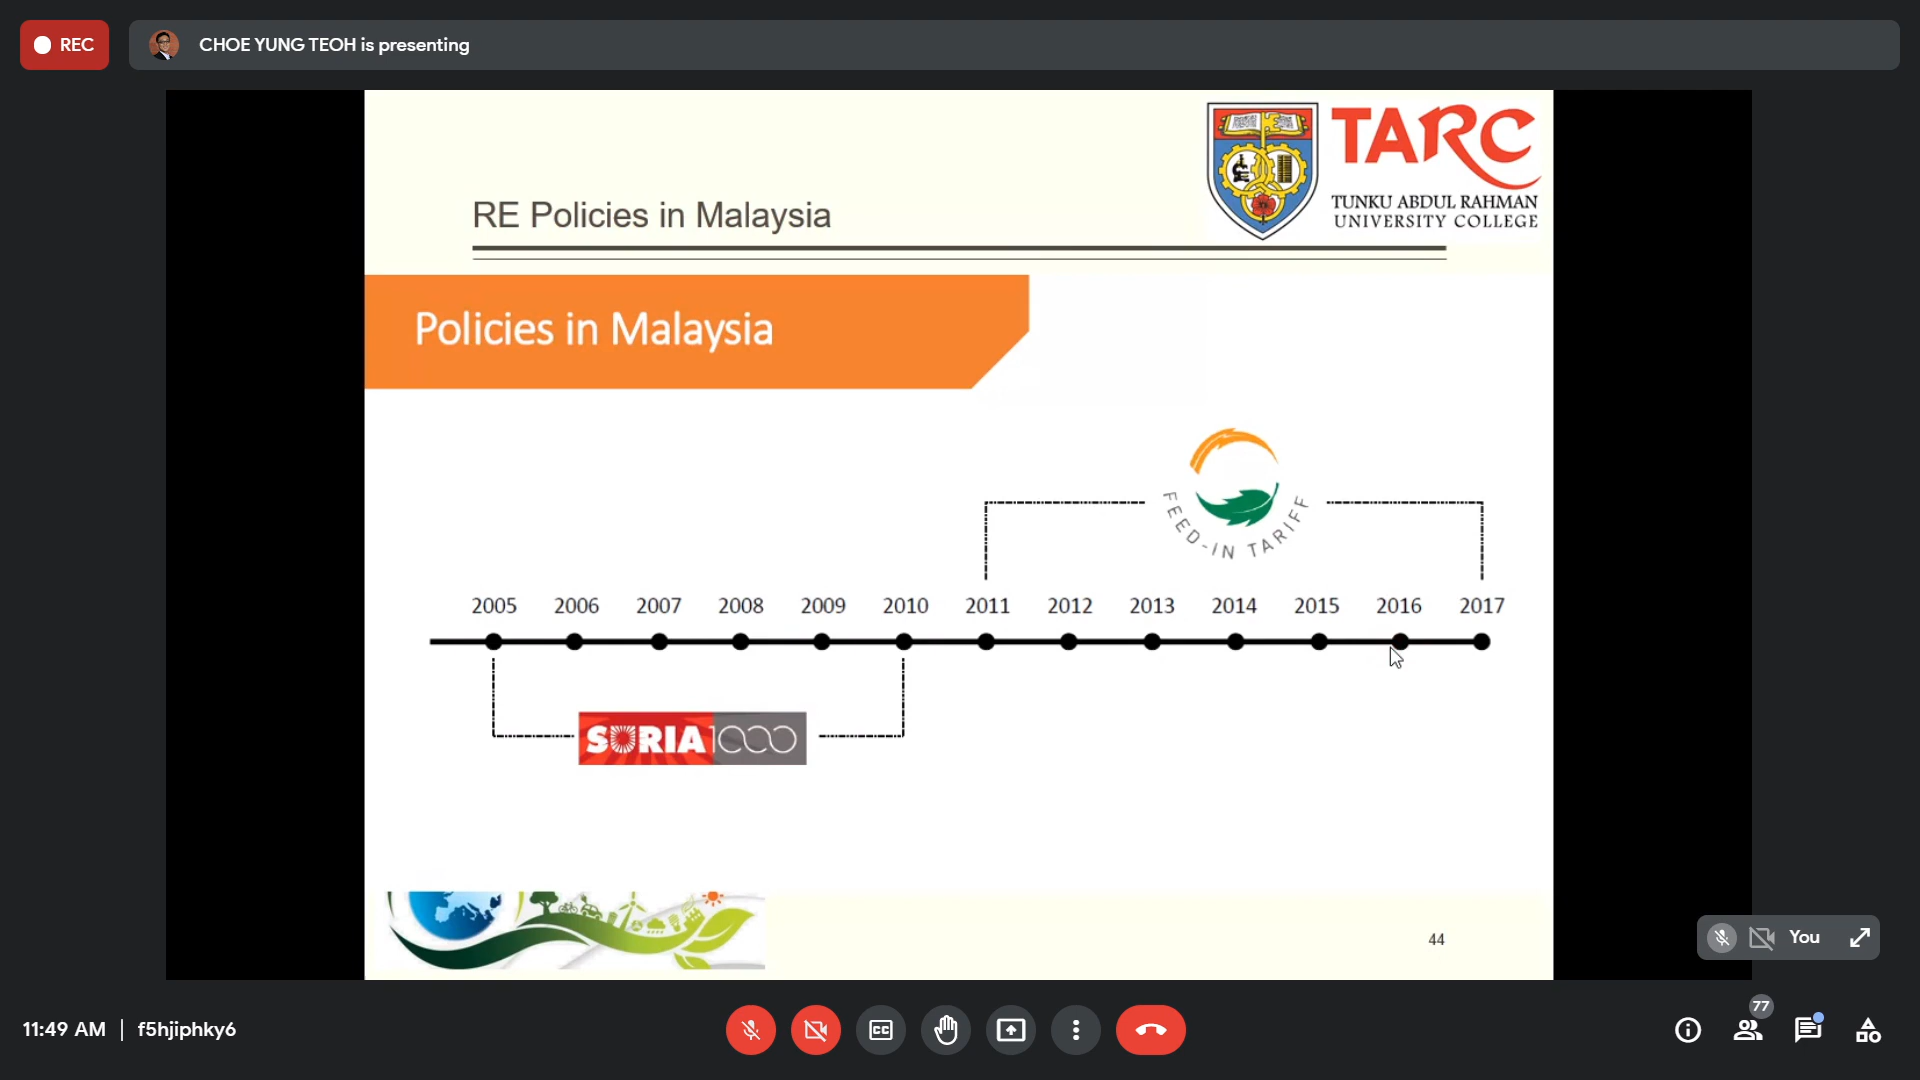 REC
CHOE YUNG TEOH is presenting
TARC
TUNKU ABDUL RAHMAN
UNIVERSITY COLLEGE
RE Policies in Malaysia
Policies in Malaysia
FEED-IN TARIFF
2005 2006 2007 2008 2009 2010 2011 2012 2013 2014 2015 2016 2017
SURIA1000
44
You
11:49 AM | f5hjiphky6
CC
77